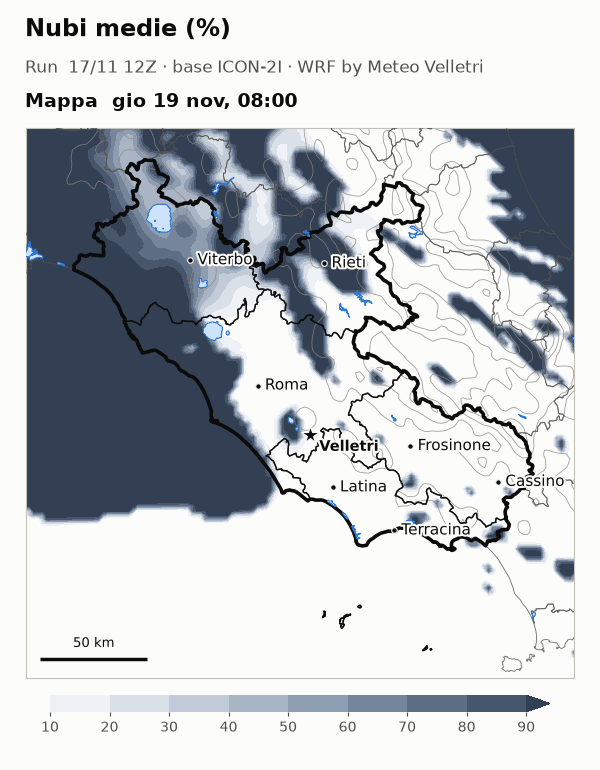 Nubi medie (%)
Run 17/11 12Z · base ICON-2I · WRF by Meteo Velletri
Mappa gio 19 nov, 08:00
Viterbo
Rieti
Roma
Velletri
Frosinone
Cassino
Latina
Terracina
50 km
10 20 30 40 50 60 70 80 90